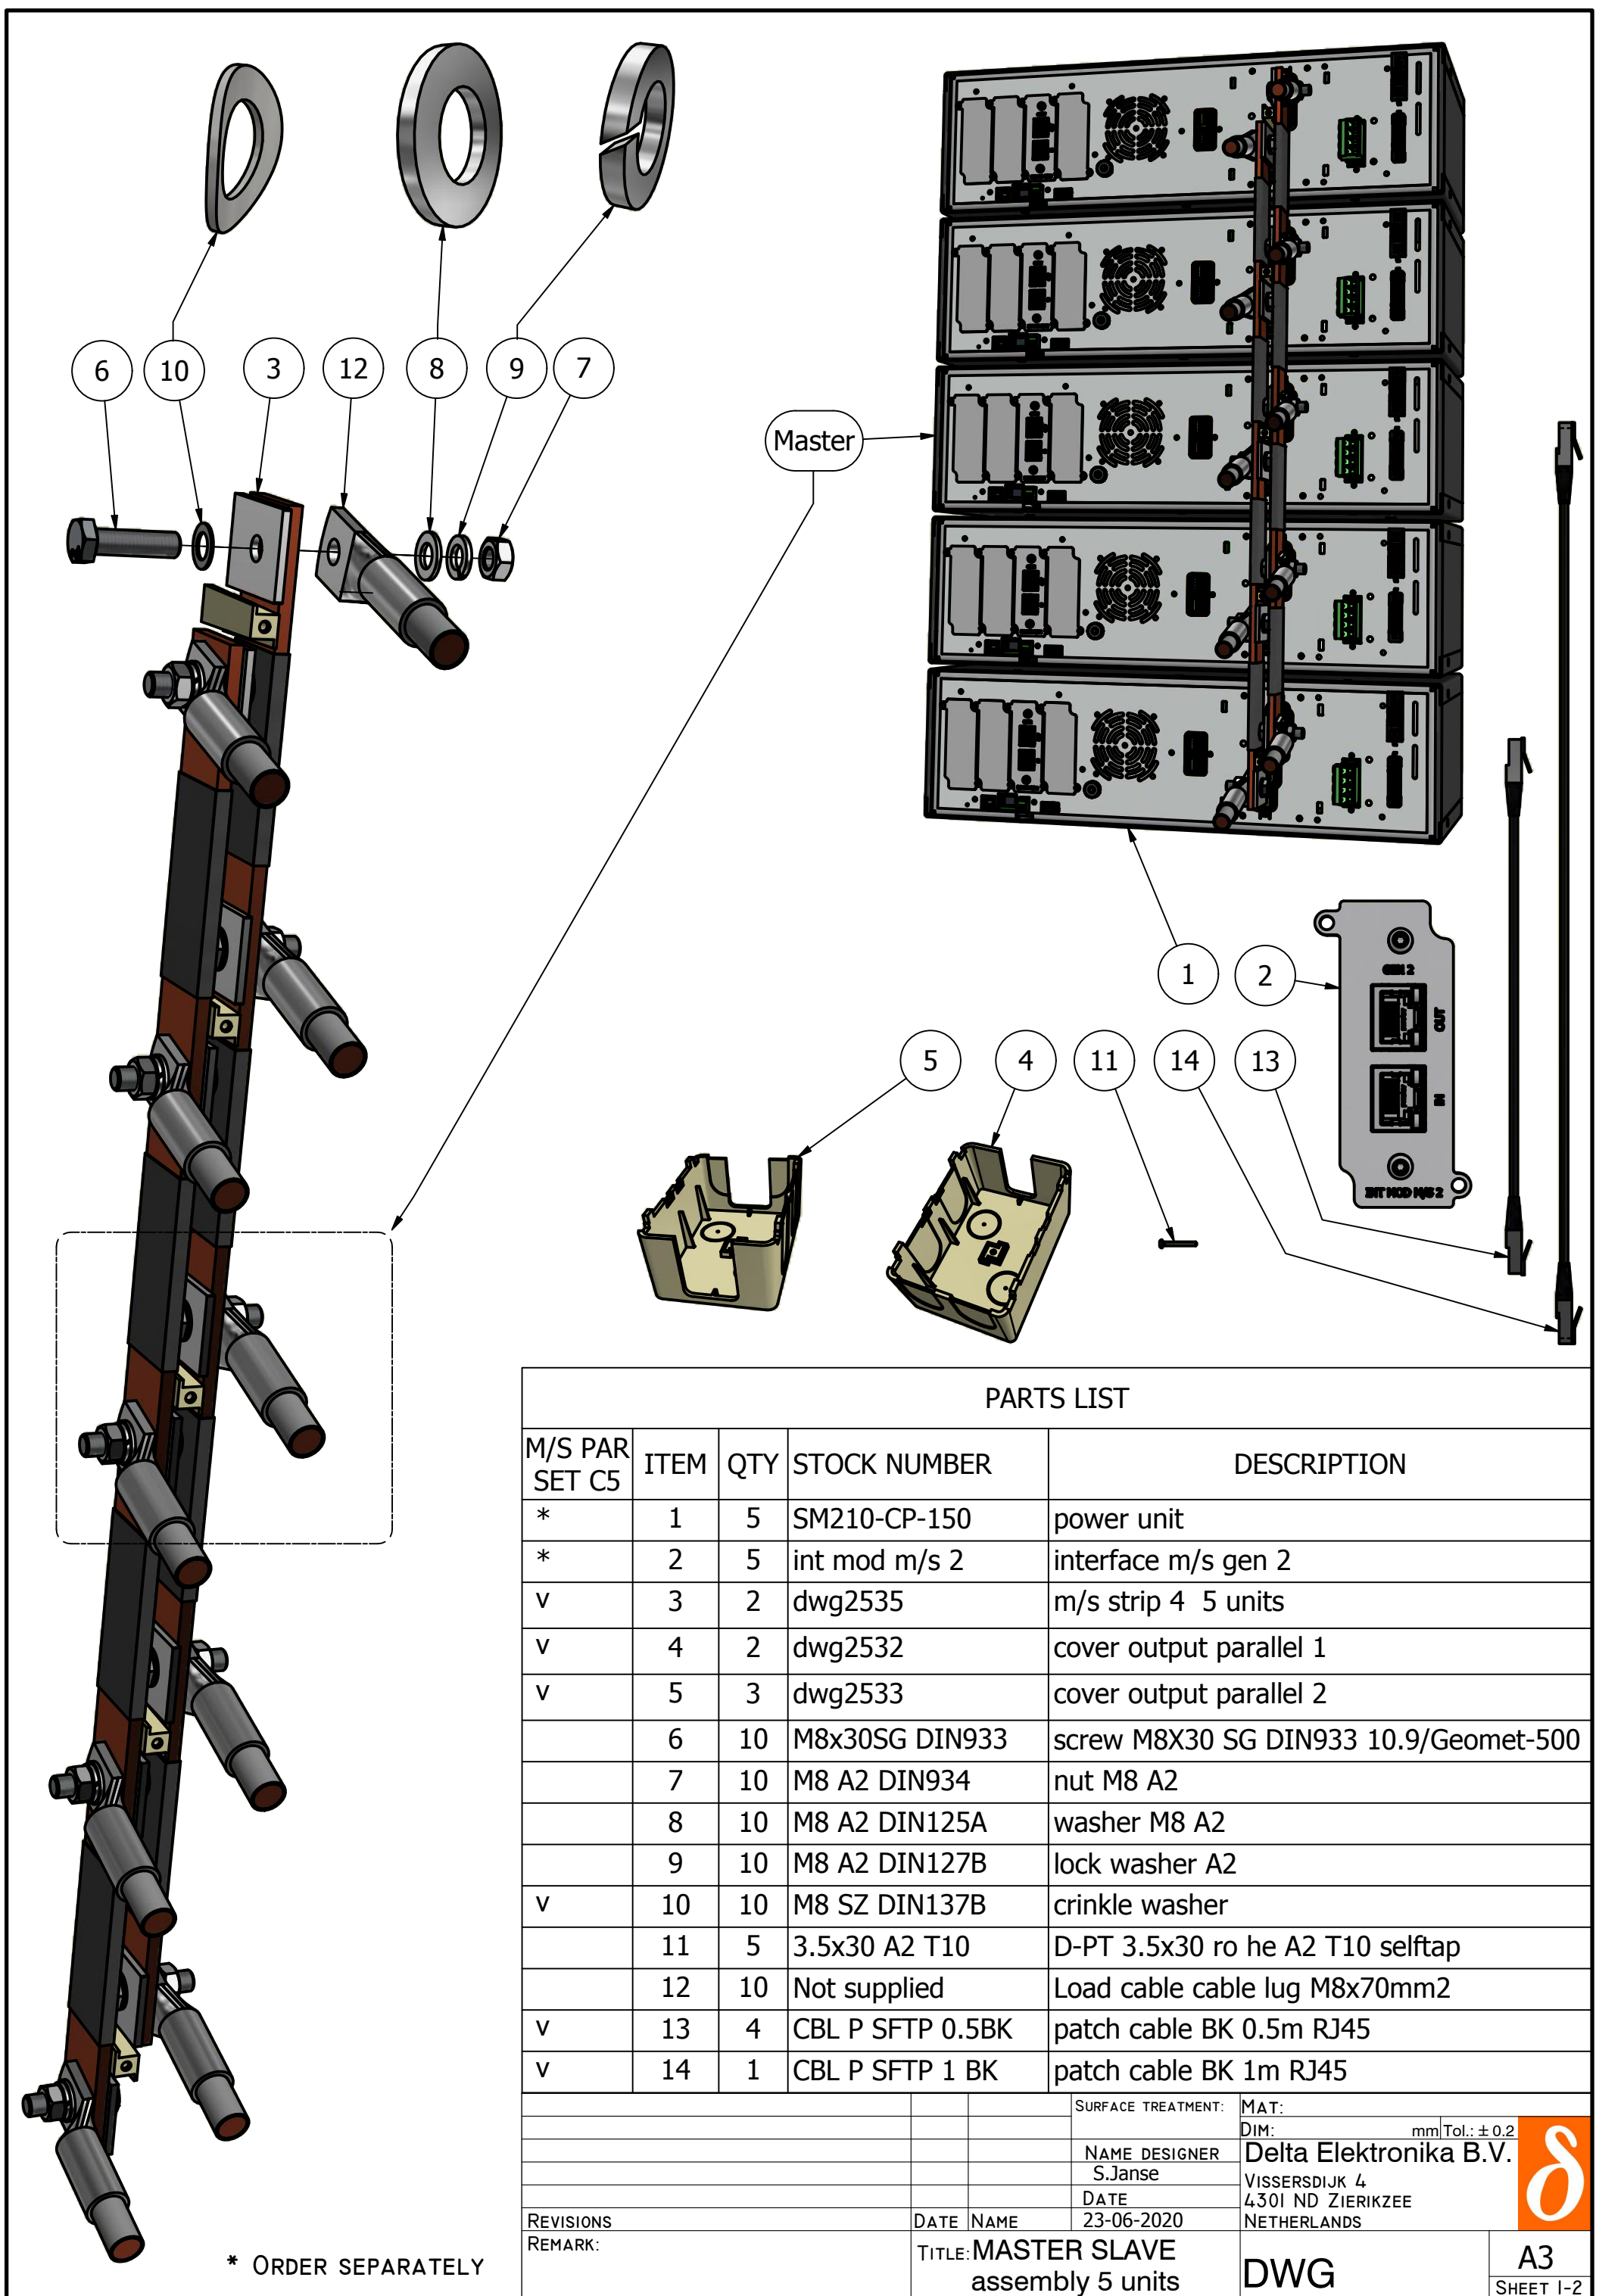 6
10
3
12
8
9
7
Master
1
2
GEN 2
OUT
IN
INT MOD M/S 2
5
4
11
14
13
PARTS LIST
M/S PAR SET C5 ITEM QTY STOCK NUMBER DESCRIPTION
* 1 5 SM210-CP-150 power unit
* 2 5 int mod m/s 2 interface m/s gen 2
v 3 2 dwg2535 m/s strip 4 5 units
v 4 2 dwg2532 cover output parallel 1
v 5 3 dwg2533 cover output parallel 2
6 10 M8x30SG DIN933 screw M8X30 SG DIN933 10.9/Geomet-500
7 10 M8 A2 DIN934 nut M8 A2
8 10 M8 A2 DIN125A washer M8 A2
9 10 M8 A2 DIN127B lock washer A2
v 10 10 M8 SZ DIN137B crinkle washer
11 5 3.5x30 A2 T10 D-PT 3.5x30 ro he A2 T10 selftap
12 10 Not supplied Load cable cable lug M8x70mm2
v 13 4 CBL P SFTP 0.5BK patch cable BK 0.5m RJ45
v 14 1 CBL P SFTP 1 BK patch cable BK 1m RJ45
SURFACE TREATMENT: MAT:
DIM: mm Tol.: ± 0.2
NAME DESIGNER Delta Elektronika B.V.
S.Janse VISSERSDIJK 4
DATE 4301 ND ZIERIKZEE
REVISIONS DATE NAME 23-06-2020 NETHERLANDS
δ
REMARK: TITLE: MASTER SLAVE
assembly 5 units
DWG
A3
SHEET 1-2
* ORDER SEPARATELY